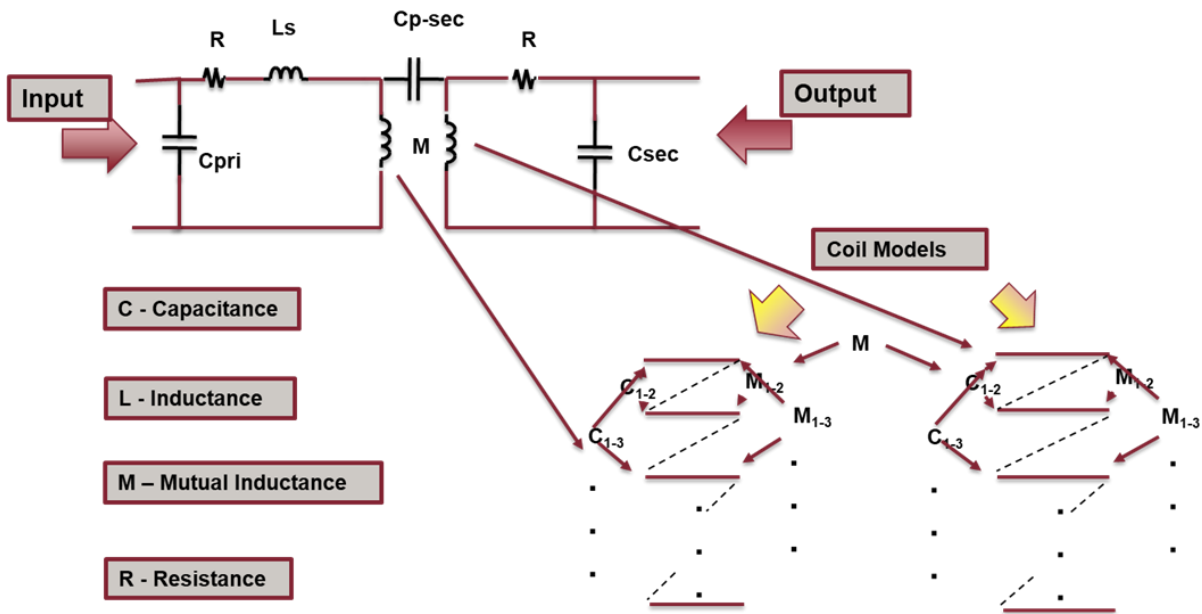 Cp-sec
R
Ls
R
Input
Output
Cpri
M
Csec
Coil Models
C - Capacitance
M
C1-2
M1-2
C1-2
M1-2
L - Inductance
C1-3
M1-3
C1-3
M1-3
M – Mutual Inductance
R - Resistance